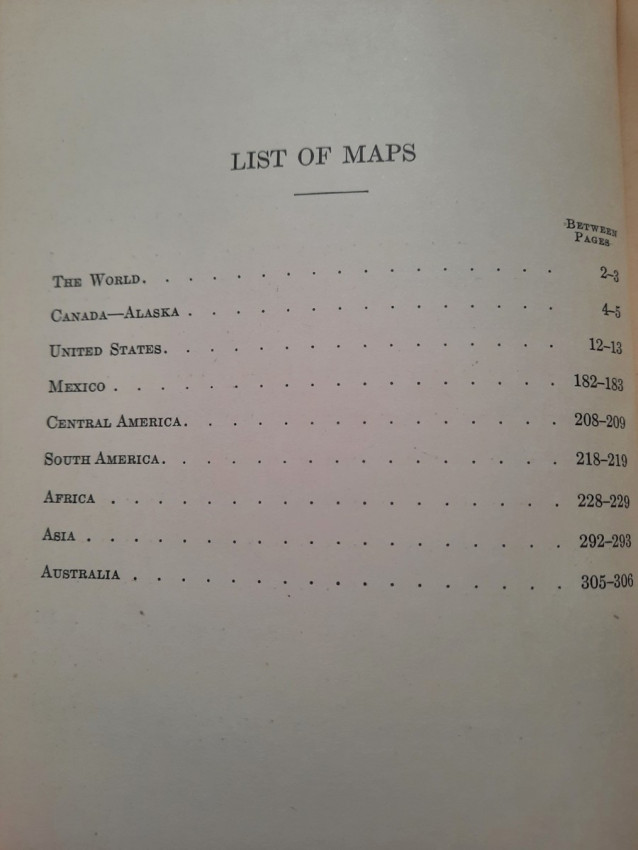 LIST OF MAPS
BETWEEN
PAGES
THE WORLD. . . . . . . . . . . . . . . . . 2–3
CANADA—ALASKA . . . . . . . . . . . . . . . . 4–5
UNITED STATES. . . . . . . . . . . . . . . . . 12–13
MEXICO . . . . . . . . . . . . . . . . . . 182–183
CENTRAL AMERICA. . . . . . . . . . . . . . . . 208–209
SOUTH AMERICA. . . . . . . . . . . . . . . . . 218–219
AFRICA . . . . . . . . . . . . . . . . . . 228–229
ASIA . . . . . . . . . . . . . . . . . . . 292–293
AUSTRALIA . . . . . . . . . . . . . . . . . 305–306